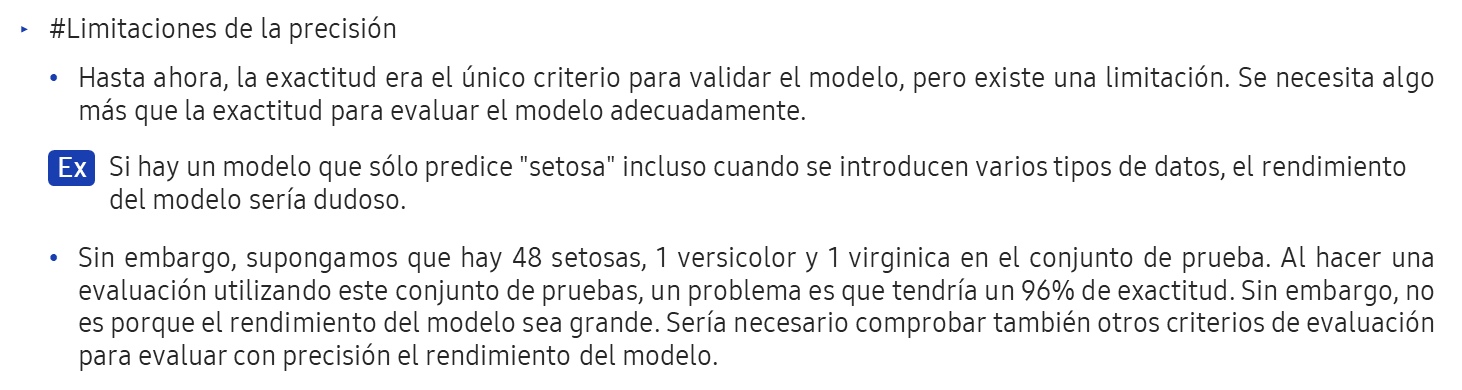 ▸ #Limitaciones de la precisión
• Hasta ahora, la exactitud era el único criterio para validar el modelo, pero existe una limitación. Se necesita algo
más que la exactitud para evaluar el modelo adecuadamente.
Ex Si hay un modelo que sólo predice "setosa" incluso cuando se introducen varios tipos de datos, el rendimiento
del modelo sería dudoso.
• Sin embargo, supongamos que hay 48 setosas, 1 versicolor y 1 virginica en el conjunto de prueba. Al hacer una
evaluación utilizando este conjunto de pruebas, un problema es que tendría un 96% de exactitud. Sin embargo, no
es porque el rendimiento del modelo sea grande. Sería necesario comprobar también otros criterios de evaluación
para evaluar con precisión el rendimiento del modelo.